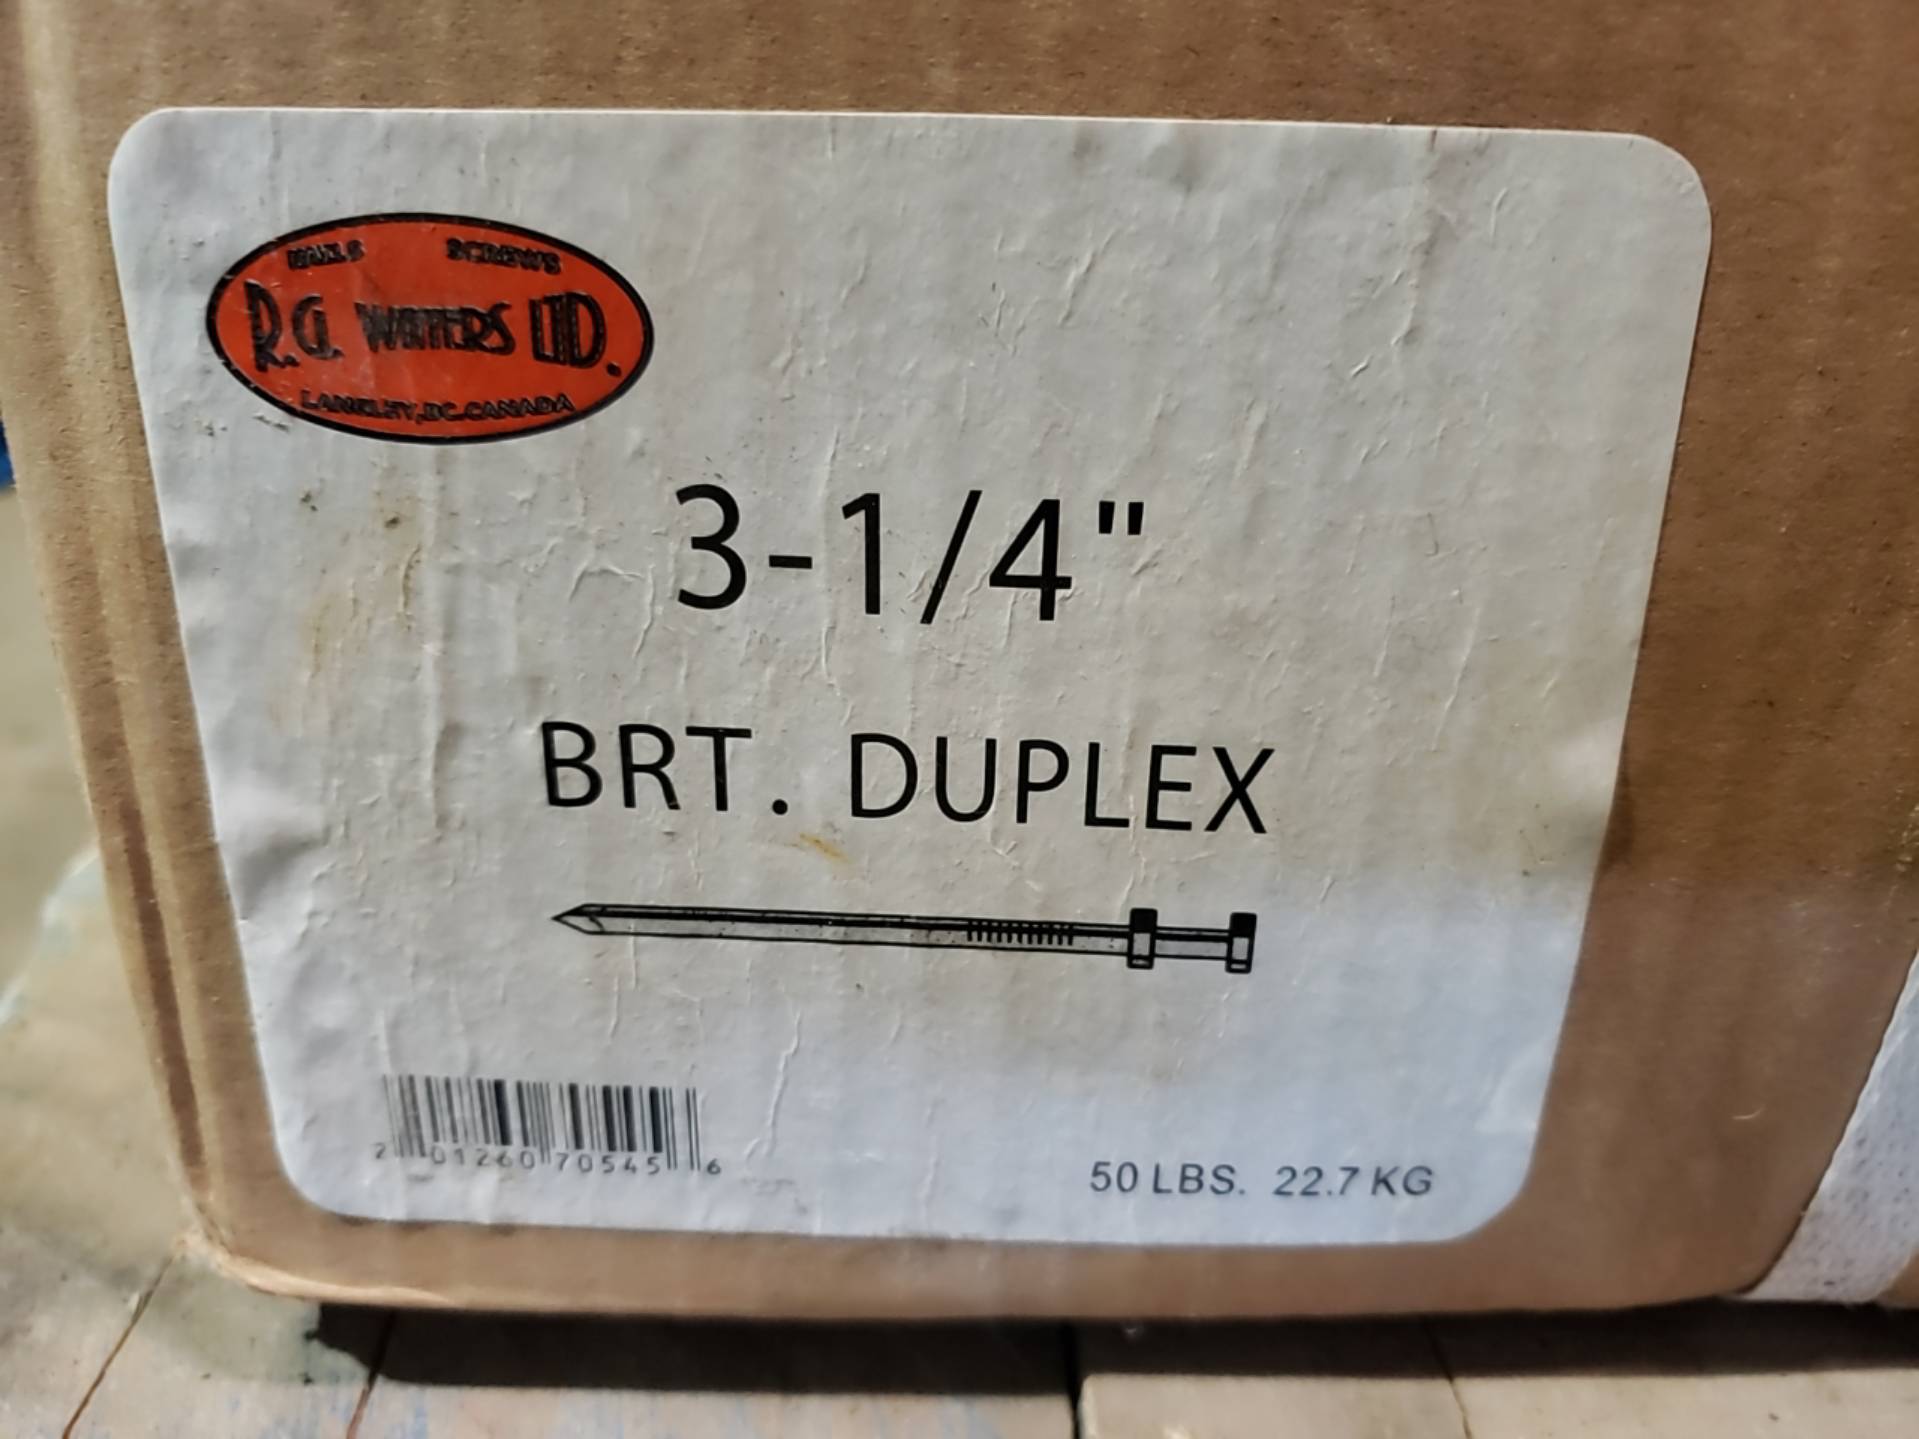 NAILS SCREWS
R.G. WATERS LTD.
LANGLEY, BC. CANADA
3-1/4"
BRT. DUPLEX
2 01260 70545 6
50 LBS. 22.7 KG